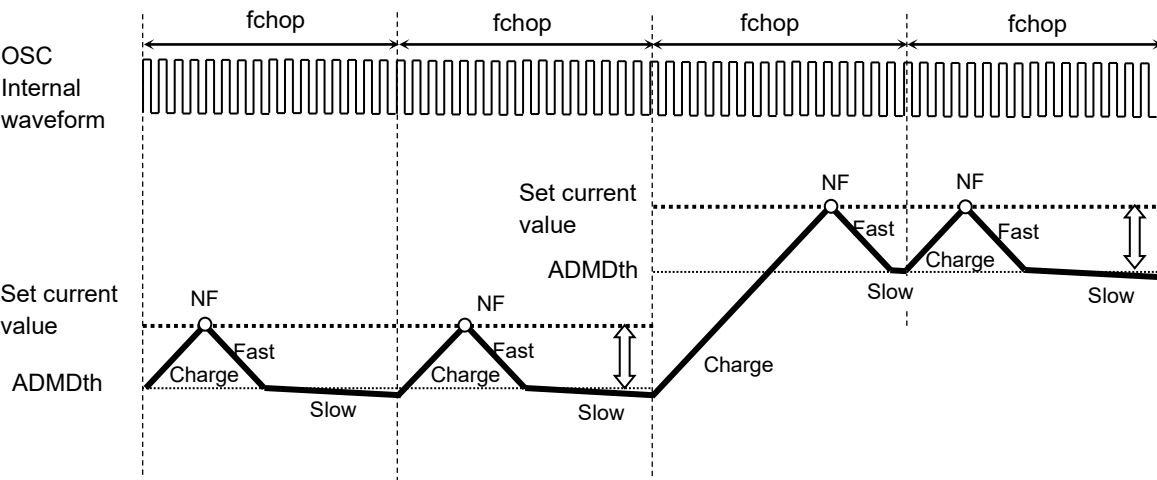 fchop
fchop
fchop
fchop
OSC
Internal
waveform
Set current
value
ADMDth
NF
NF
Fast
Fast
Charge
Charge
Slow
Slow
Set current
value
ADMDth
NF
NF
Fast
Fast
Charge
Charge
Slow
Slow